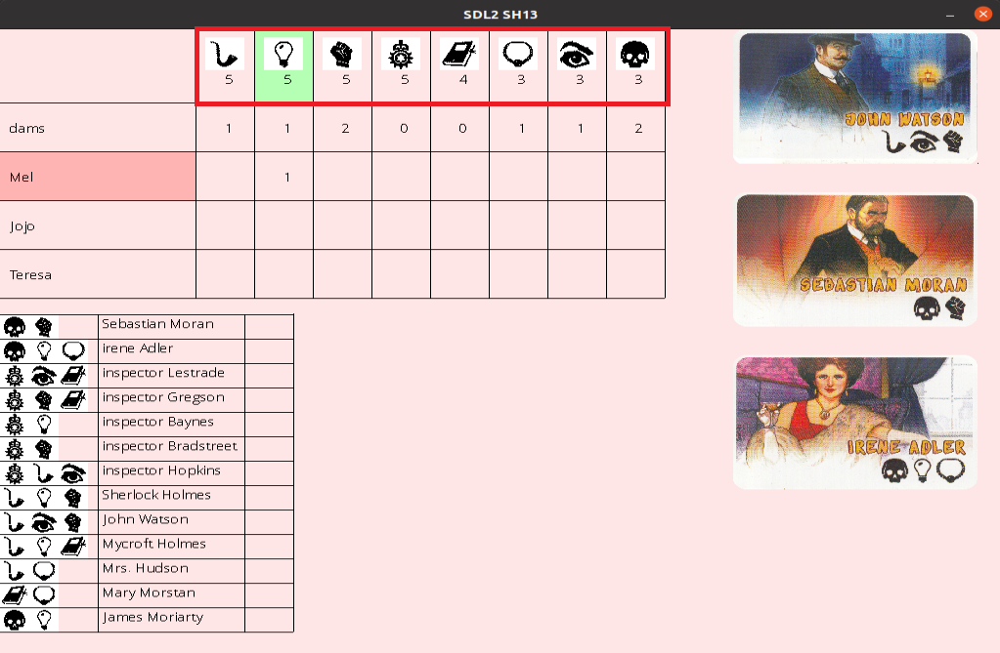 SDL2 SH13
5 5 5 5 4 3 3 3
dams 1 1 2 0 0 1 1 2
Mel 1
Jojo
Teresa
JOHN WATSON
SEBASTIAN MORAN
IRENE ADLER
Sebastian Moran
irene Adler
inspector Lestrade
inspector Gregson
inspector Baynes
inspector Bradstreet
inspector Hopkins
Sherlock Holmes
John Watson
Mycroft Holmes
Mrs. Hudson
Mary Morstan
James Moriarty